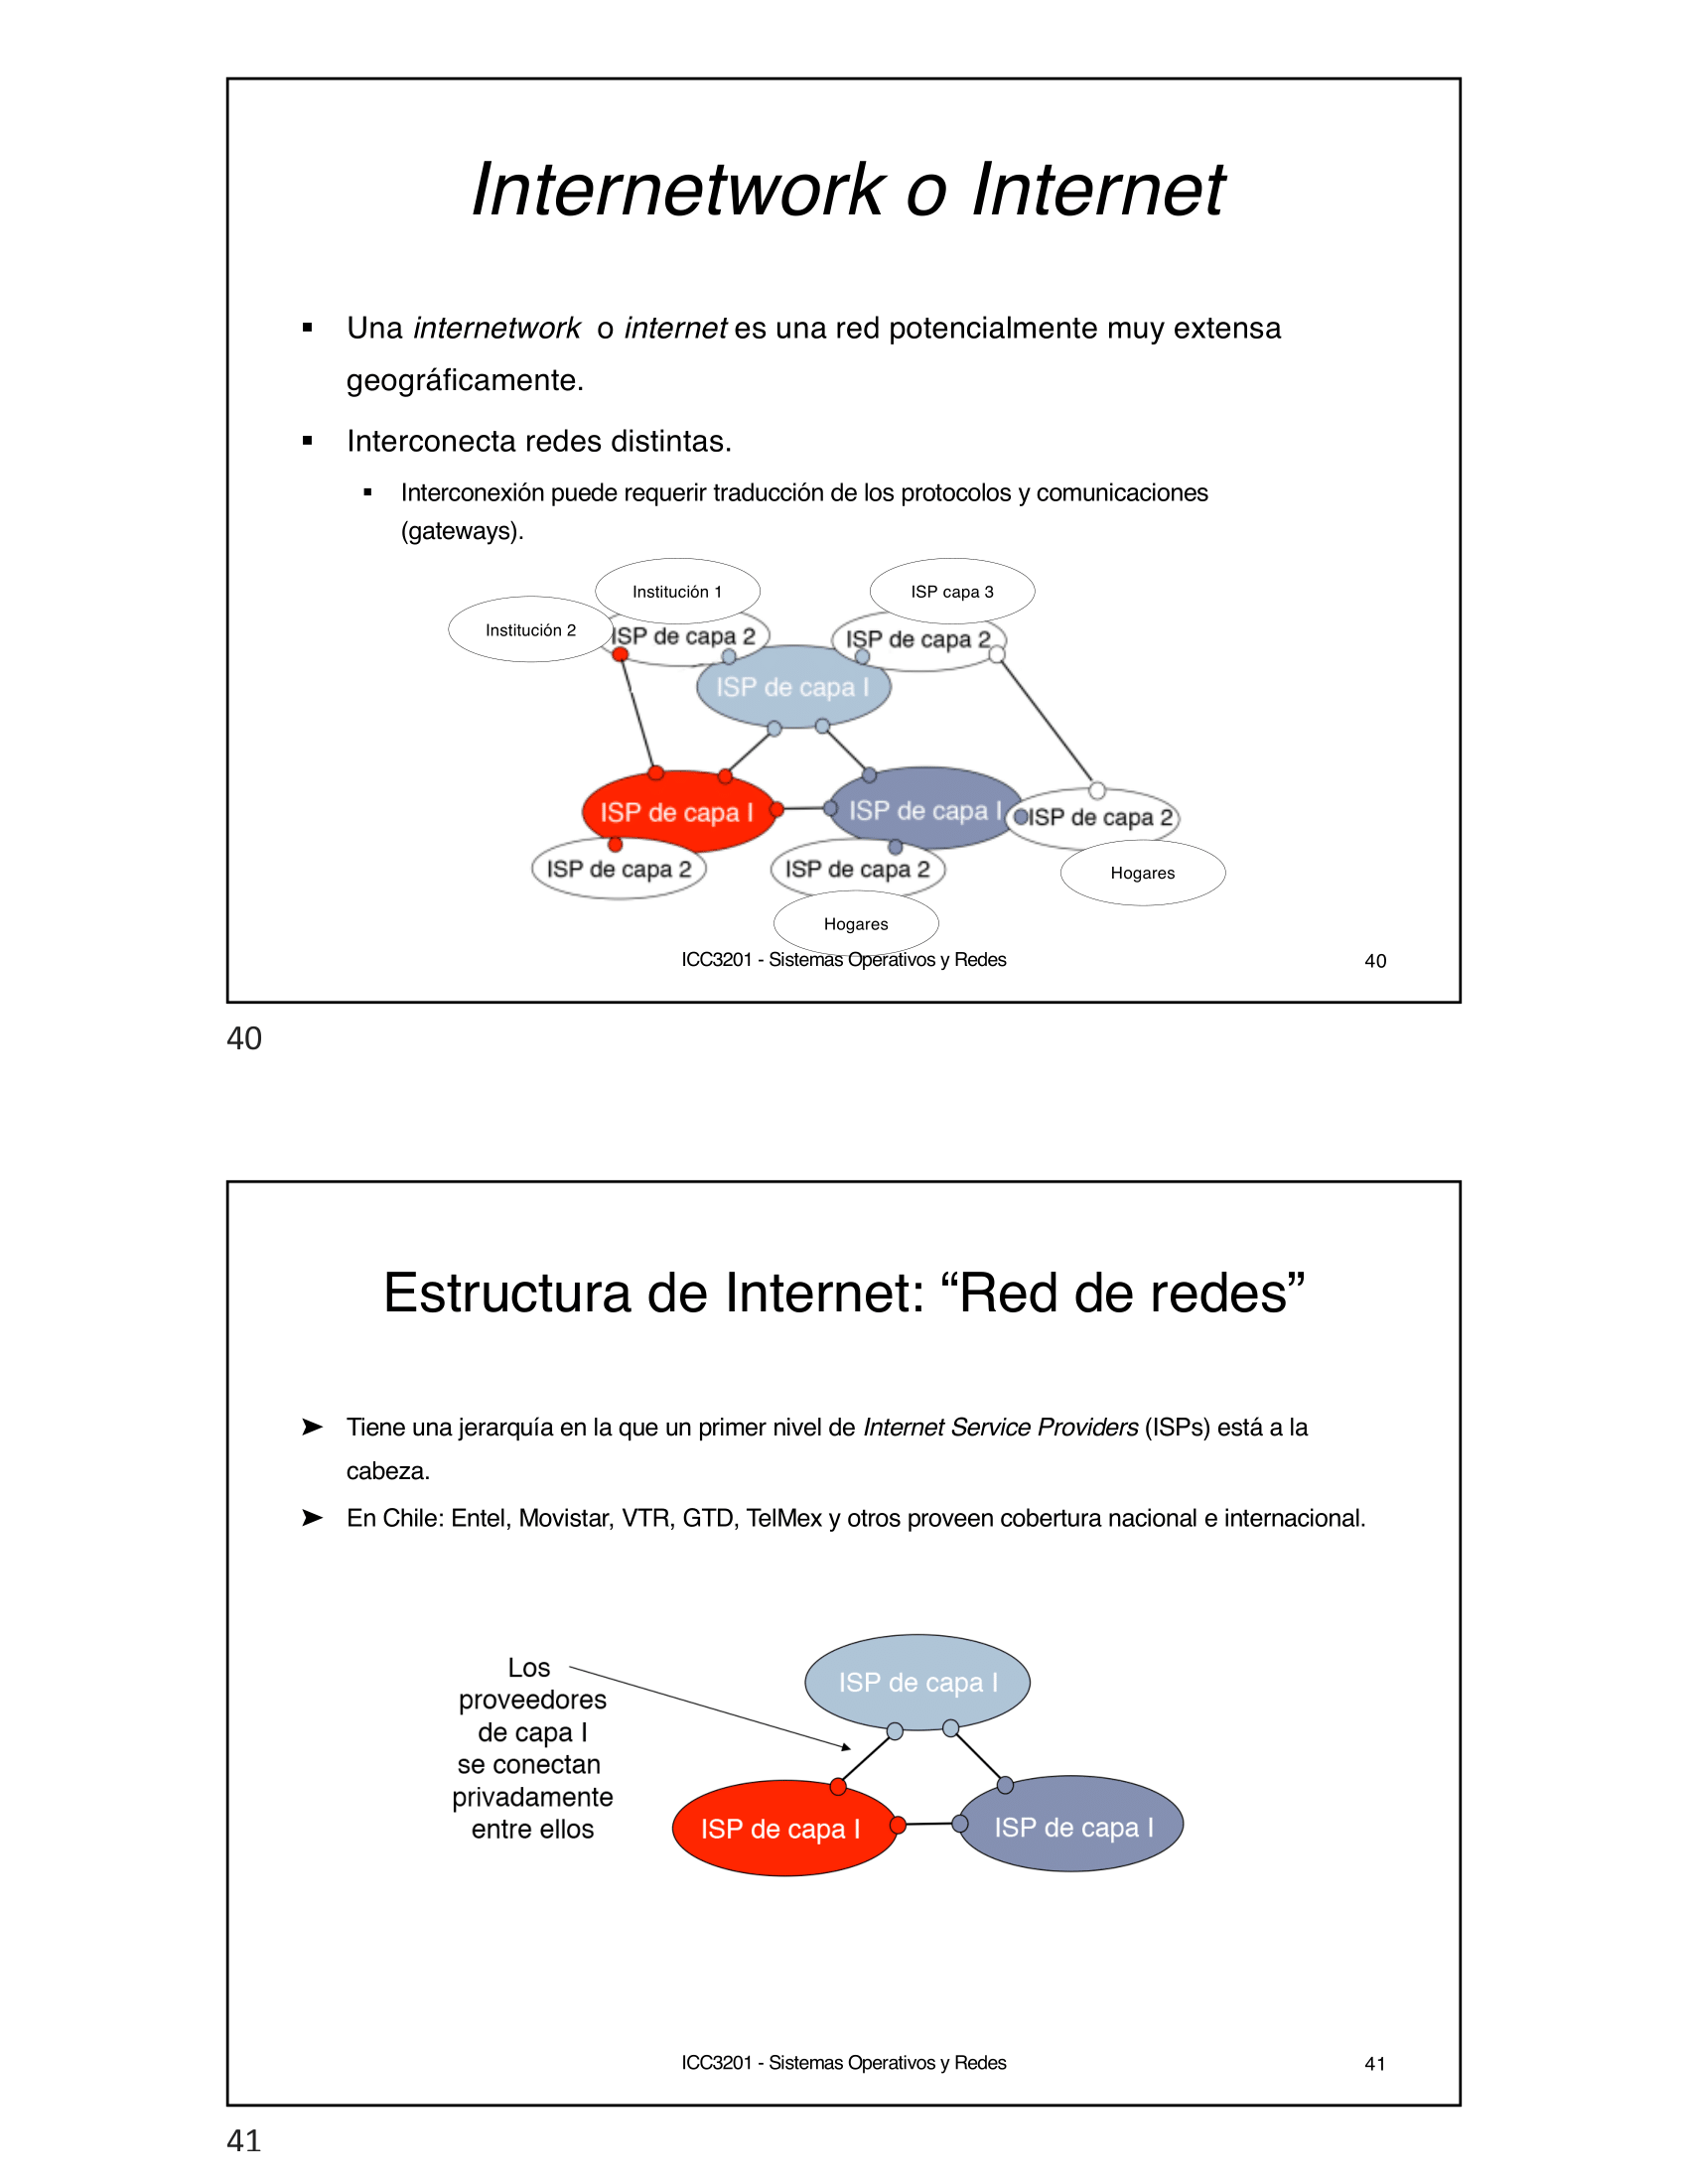 Internetwork o Internet
▪ Una internetwork o internet es una red potencialmente muy extensa
geográficamente.
▪ Interconecta redes distintas.
▪ Interconexión puede requerir traducción de los protocolos y comunicaciones
(gateways).
Institución 1
ISP capa 3
Institución 2
ISP de capa 2
ISP de capa 2
ISP de capa I
ISP de capa I
ISP de capa I
ISP de capa 2
ISP de capa 2
ISP de capa 2
Hogares
Hogares
ICC3201 - Sistemas Operativos y Redes
40
40
Estructura de Internet: “Red de redes”
➤ Tiene una jerarquía en la que un primer nivel de Internet Service Providers (ISPs) está a la
cabeza.
➤ En Chile: Entel, Movistar, VTR, GTD, TelMex y otros proveen cobertura nacional e internacional.
Los
proveedores
de capa I
se conectan
privadamente
entre ellos
ISP de capa I
ISP de capa I
ISP de capa I
ICC3201 - Sistemas Operativos y Redes
41
41